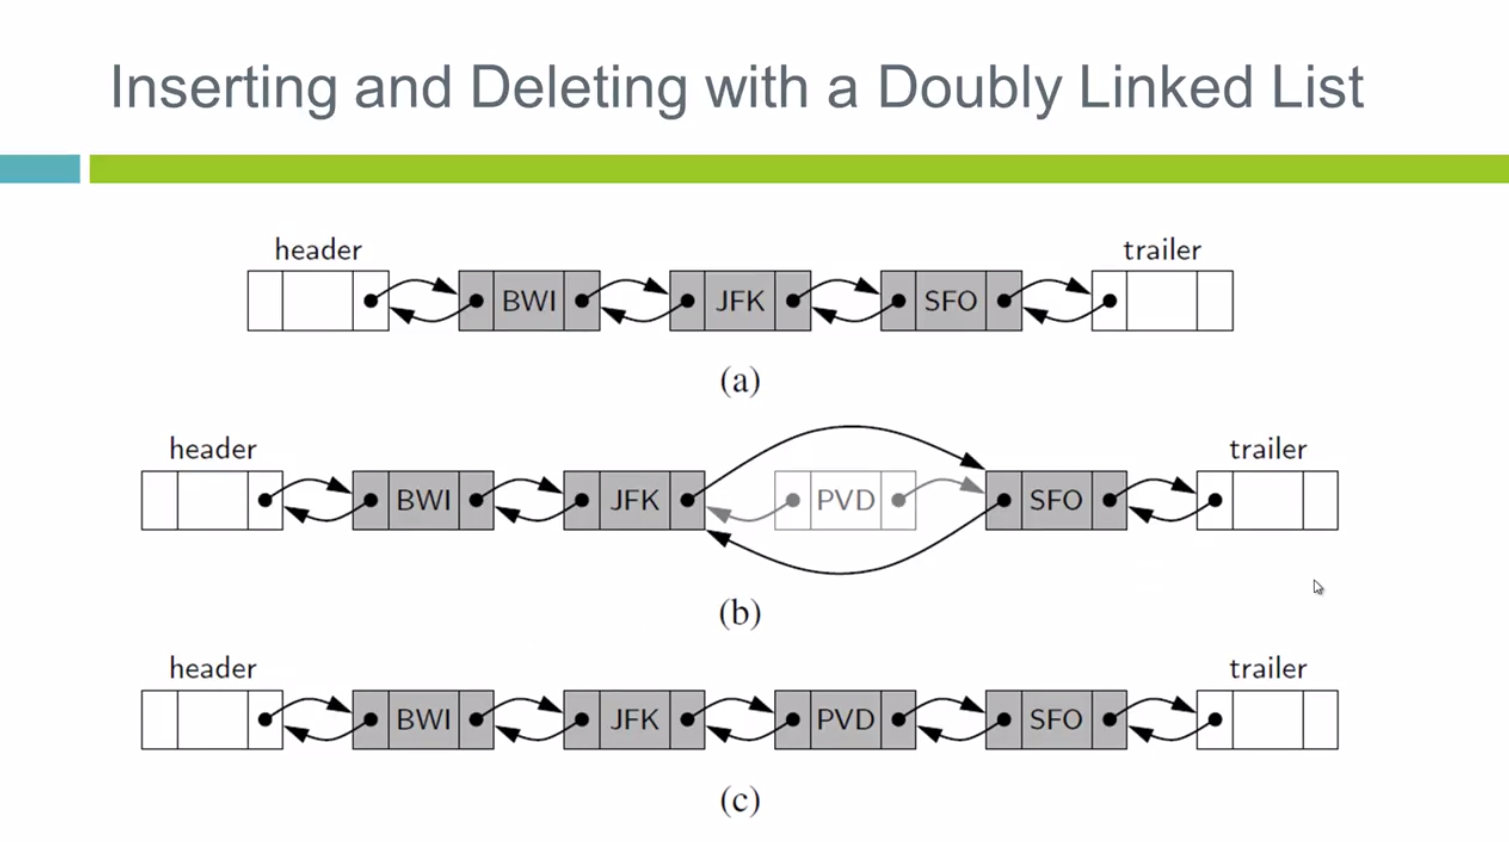 Inserting and Deleting with a Doubly Linked List
header trailer
BWI JFK SFO
(a)
header trailer
BWI JFK PVD SFO
(b)
header trailer
BWI JFK PVD SFO
(c)